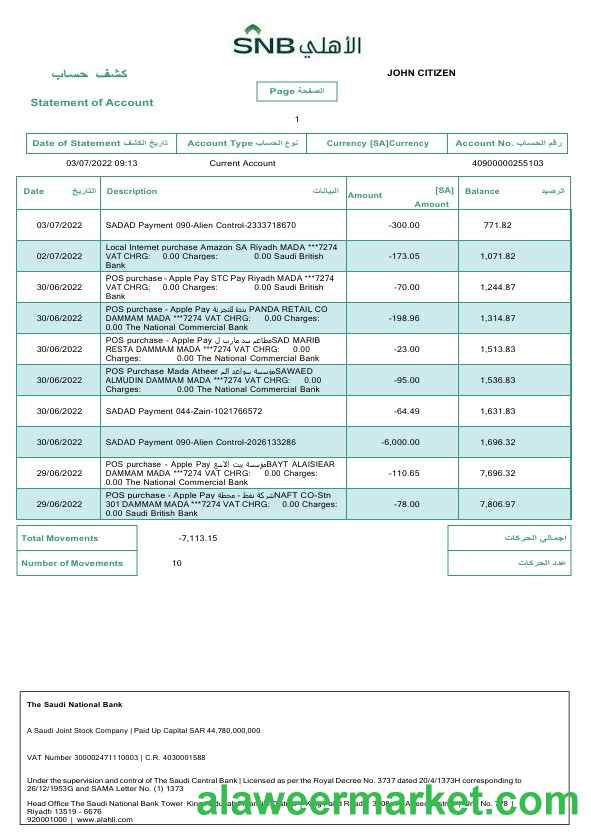 SNB الأهلي
كشف حساب
JOHN CITIZEN
Page الصفحة
Statement of Account
1
Date of Statement تاريخ الكشف Account Type نوع الحساب Currency [SA]Currency Account No. رقم الحساب
03/07/2022 09:13 Current Account 40900000255103
Date التاريخ Description البيانات Amount [SA] Amount Balance الرصيد
03/07/2022 SADAD Payment 090-Alien Control-2333718670 -300.00 771.82
Local Internet purchase Amazon SA Riyadh MADA ***7274
02/07/2022 VAT CHRG: 0.00 Charges: 0.00 Saudi British -173.05 1,071.82
Bank
POS purchase - Apple Pay STC Pay Riyadh MADA ***7274
30/06/2022 VAT CHRG: 0.00 Charges: 0.00 Saudi British -70.00 1,244.87
Bank
POS purchase - Apple Pay بندة للتجزئة PANDA RETAIL CO
30/06/2022 DAMMAM MADA ***7274 VAT CHRG: 0.00 Charges: -198.96 1,314.87
0.00 The National Commercial Bank
POS purchase - Apple Pay مطاعم سد مارب ل SAD MARIB
30/06/2022 RESTA DAMMAM MADA ***7274 VAT CHRG: 0.00 -23.00 1,513.83
Charges: 0.00 The National Commercial Bank
POS Purchase Mada Atheer مؤسسة سواعد الم SAWAED
30/06/2022 ALMUDIN DAMMAM MADA ***7274 VAT CHRG: 0.00 -95.00 1,536.83
Charges: 0.00 The National Commercial Bank
30/06/2022 SADAD Payment 044-Zain-1021766572 -64.49 1,631.83
30/06/2022 SADAD Payment 090-Alien Control-2026133286 -6,000.00 1,696.32
POS purchase - Apple Pay مؤسسة بيت الاسع BAYT ALAISIEAR
29/06/2022 DAMMAM MADA ***7274 VAT CHRG: 0.00 Charges: -110.65 7,696.32
0.00 The National Commercial Bank
POS purchase - Apple Pay شركة نفط - محطة NAFT CO-Stn
29/06/2022 301 DAMMAM MADA ***7274 VAT CHRG: 0.00 Charges: -78.00 7,806.97
0.00 Saudi British Bank
Total Movements -7,113.15 اجمالى الحركات
Number of Movements 10 عدد الحركات
The Saudi National Bank
A Saudi Joint Stock Company | Paid Up Capital SAR 44,780,000,000
VAT Number 300002471110003 | C.R. 4030001588
Under the supervision and control of The Saudi Central Bank | Licensed as per the Royal Decree No. 3737 dated 20/4/1373H corresponding to
26/12/1953G and SAMA Letter No. (1) 1373
Head Office The Saudi National Bank Tower King
Riyadh 13519 - 6676
920001000 | www.alahli.com
alaweermarket.com